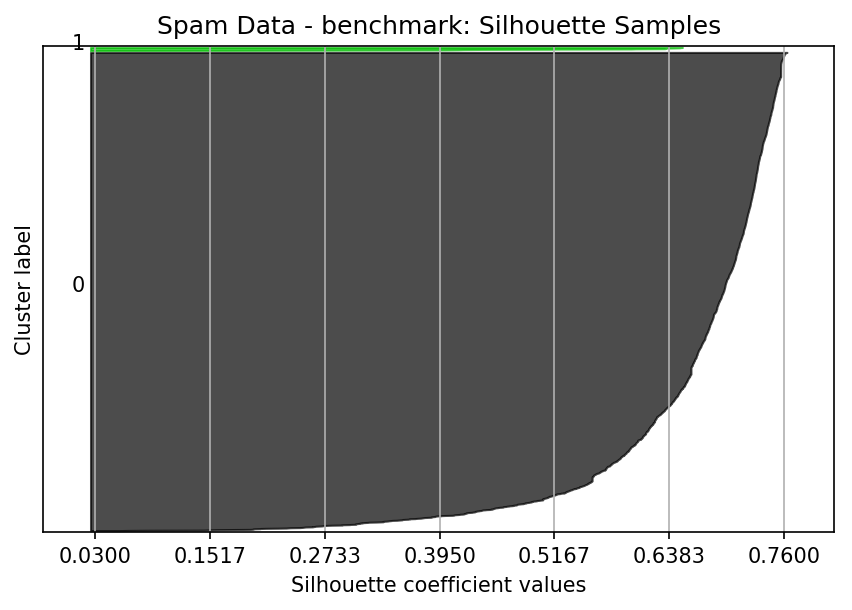 Spam Data - benchmark: Silhouette Samples
1
0
Cluster label
0.0300 0.1517 0.2733 0.3950 0.5167 0.6383 0.7600
Silhouette coefficient values